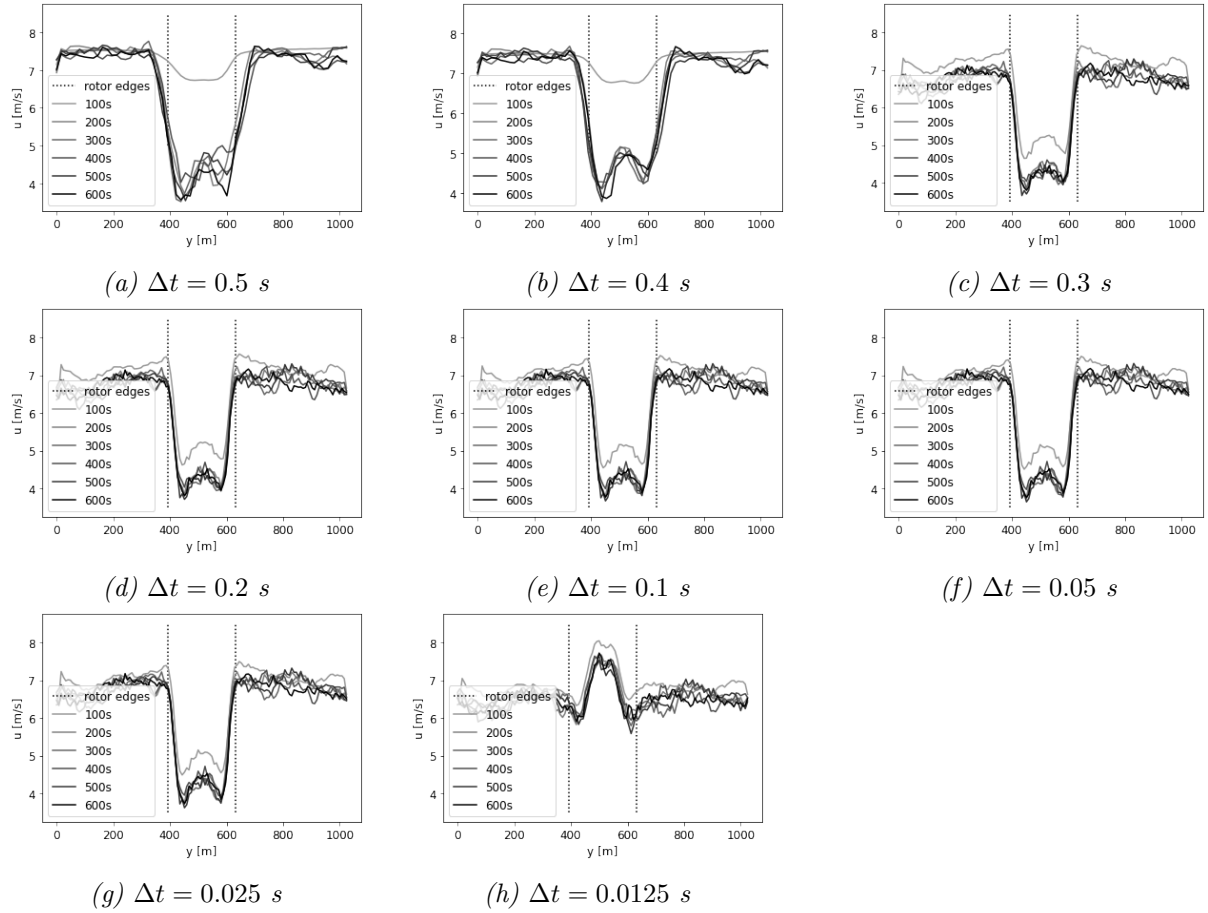 8
7
6
5
4
u [m/s]
0 200 400 600 800 1000
y [m]
rotor edges
100s
200s
300s
400s
500s
600s
(a) Δt = 0.5 s
8
7
6
5
4
u [m/s]
0 200 400 600 800 1000
y [m]
rotor edges
100s
200s
300s
400s
500s
600s
(b) Δt = 0.4 s
8
7
6
5
4
u [m/s]
0 200 400 600 800 1000
y [m]
rotor edges
100s
200s
300s
400s
500s
600s
(c) Δt = 0.3 s
8
7
6
5
4
u [m/s]
0 200 400 600 800 1000
y [m]
rotor edges
100s
200s
300s
400s
500s
600s
(d) Δt = 0.2 s
8
7
6
5
4
u [m/s]
0 200 400 600 800 1000
y [m]
rotor edges
100s
200s
300s
400s
500s
600s
(e) Δt = 0.1 s
8
7
6
5
4
u [m/s]
0 200 400 600 800 1000
y [m]
rotor edges
100s
200s
300s
400s
500s
600s
(f) Δt = 0.05 s
8
7
6
5
4
u [m/s]
0 200 400 600 800 1000
y [m]
rotor edges
100s
200s
300s
400s
500s
600s
(g) Δt = 0.025 s
8
7
6
5
4
u [m/s]
0 200 400 600 800 1000
y [m]
rotor edges
100s
200s
300s
400s
500s
600s
(h) Δt = 0.0125 s